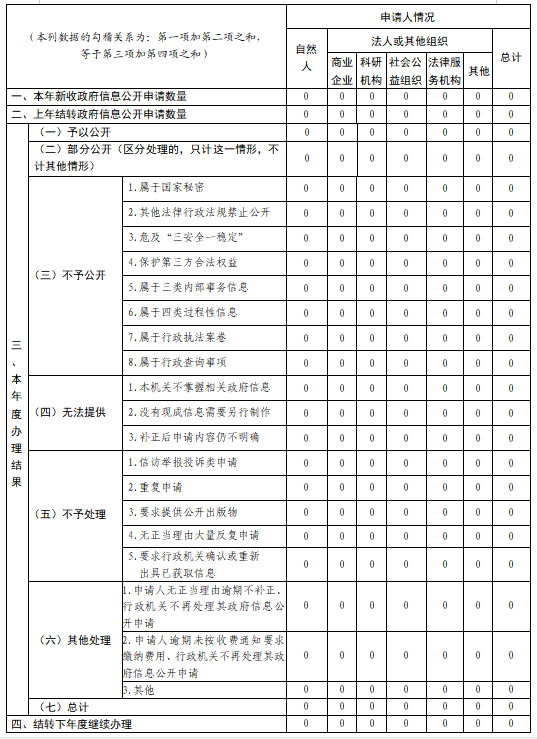 （本列数据的勾稽关系为：第一项加第二项之和，
等于第三项加第四项之和）
申请人情况
自然
人
法人或其他组织
总计
商业
企业
科研
机构
社会公
益组织
法律服
务机构
其他
一、本年新收政府信息公开申请数量 0 0 0 0 0 0 0
二、上年结转政府信息公开申请数量 0 0 0 0 0 0 0
三、本年度办理结果
（一）予以公开 0 0 0 0 0 0 0
（二）部分公开（区分处理的，只计这一情形，不
计其他情形） 0 0 0 0 0 0 0
（三）不予公开
1.属于国家秘密 0 0 0 0 0 0 0
2.其他法律行政法规禁止公开 0 0 0 0 0 0 0
3.危及“三安全一稳定” 0 0 0 0 0 0 0
4.保护第三方合法权益 0 0 0 0 0 0 0
5.属于三类内部事务信息 0 0 0 0 0 0 0
6.属于四类过程性信息 0 0 0 0 0 0 0
7.属于行政执法案卷 0 0 0 0 0 0 0
8.属于行政查询事项 0 0 0 0 0 0 0
（四）无法提供
1.本机关不掌握相关政府信息 0 0 0 0 0 0 0
2.没有现成信息需要另行制作 0 0 0 0 0 0 0
3.补正后申请内容仍不明确 0 0 0 0 0 0 0
（五）不予处理
1.信访举报投诉类申请 0 0 0 0 0 0 0
2.重复申请 0 0 0 0 0 0 0
3.要求提供公开出版物 0 0 0 0 0 0 0
4.无正当理由大量反复申请 0 0 0 0 0 0 0
5.要求行政机关确认或重新
出具已获取信息 0 0 0 0 0 0 0
（六）其他处理
1.申请人无正当理由逾期不补正、
行政机关不再处理其政府信息公
开申请 0 0 0 0 0 0 0
2.申请人逾期未按收费通知要求
缴纳费用、行政机关不再处理其政
府信息公开申请 0 0 0 0 0 0 0
3.其他 0 0 0 0 0 0 0
（七）总计 0 0 0 0 0 0 0
四、结转下年度继续办理 0 0 0 0 0 0 0